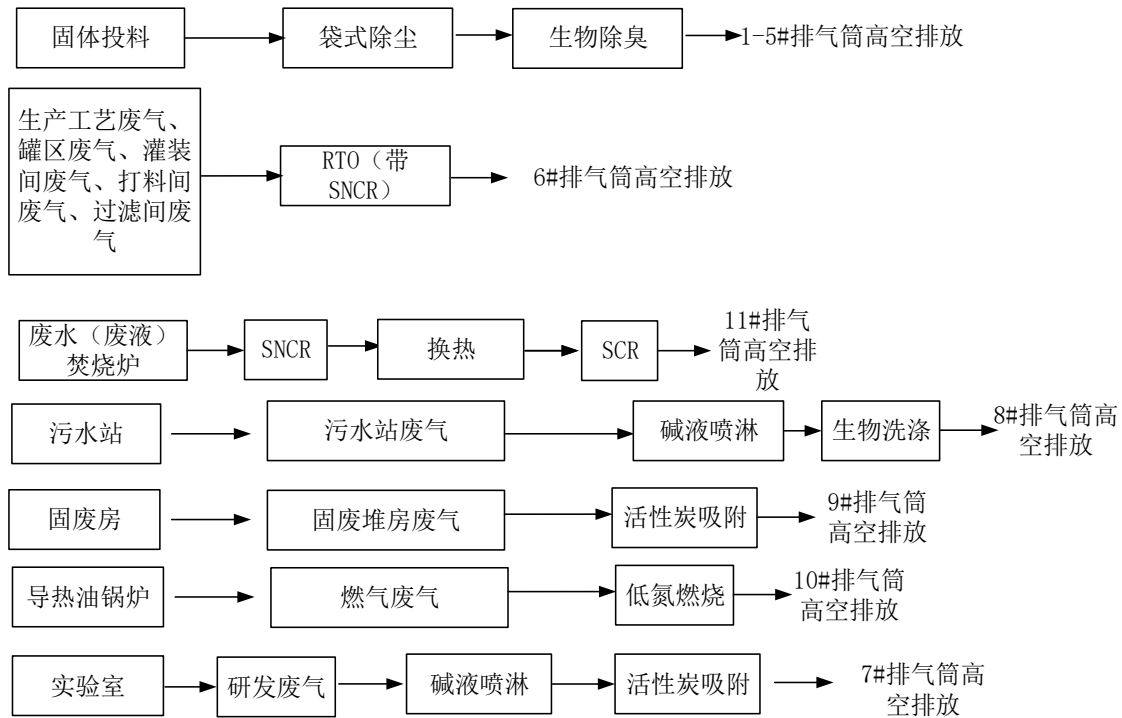 固体投料
袋式除尘
生物除臭
1-5#排气筒高空排放
生产工艺废气、
罐区废气、灌装
间废气、打料间
废气、过滤间废
气
RTO（带
SNCR）
6#排气筒高空排放
废水（废液）
焚烧炉
SNCR
换热
SCR
11#排气
筒高空排
放
污水站
污水站废气
碱液喷淋
生物洗涤
8#排气筒高
空排放
固废房
固废堆房废气
活性炭吸附
9#排气筒
高空排放
导热油锅炉
燃气废气
低氮燃烧
10#排气筒
高空排放
实验室
研发废气
碱液喷淋
活性炭吸附
7#排气筒高
空排放